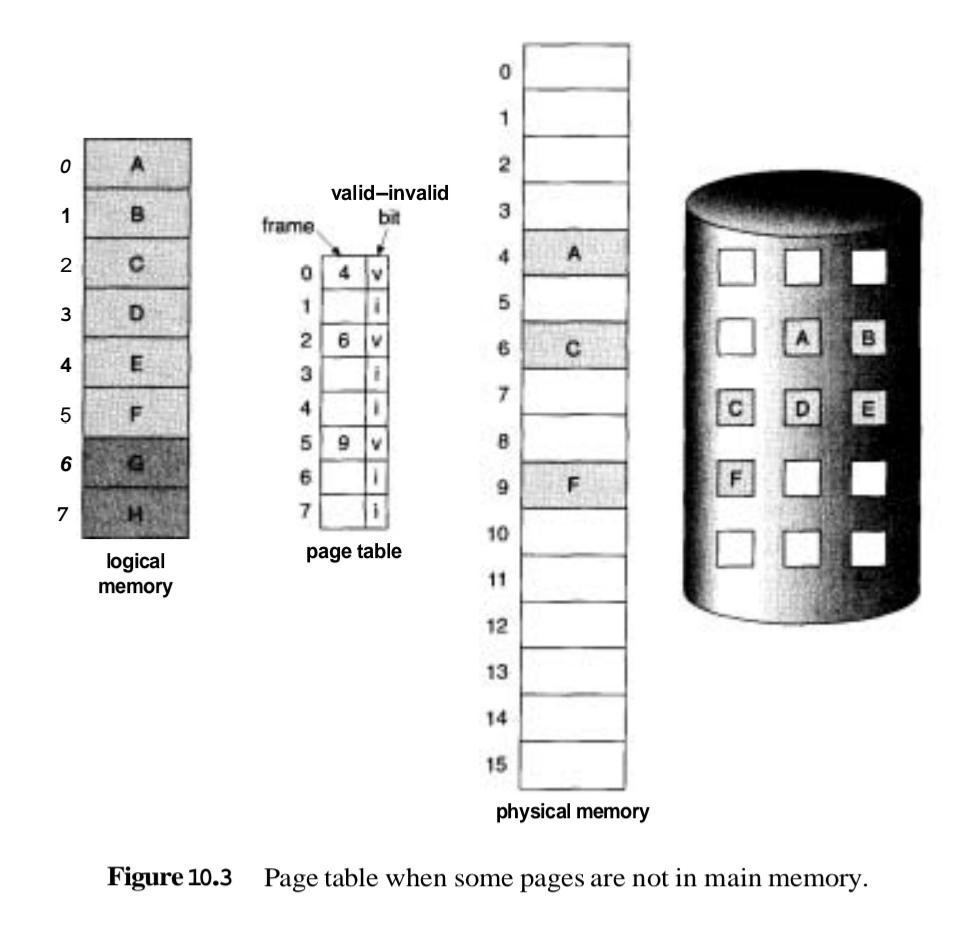 0 A
1 B
2 C
3 D
4 E
5 F
6 G
7 H
logical
memory
valid–invalid
frame bit
0 4 v
1 i
2 6 v
3 i
4 i
5 9 v
6 i
7 i
page table
0
1
2
3
4 A
5
6 C
7
8
9 F
10
11
12
13
14
15
physical memory
A B
C D E
F
Figure 10.3 Page table when some pages are not in main memory.